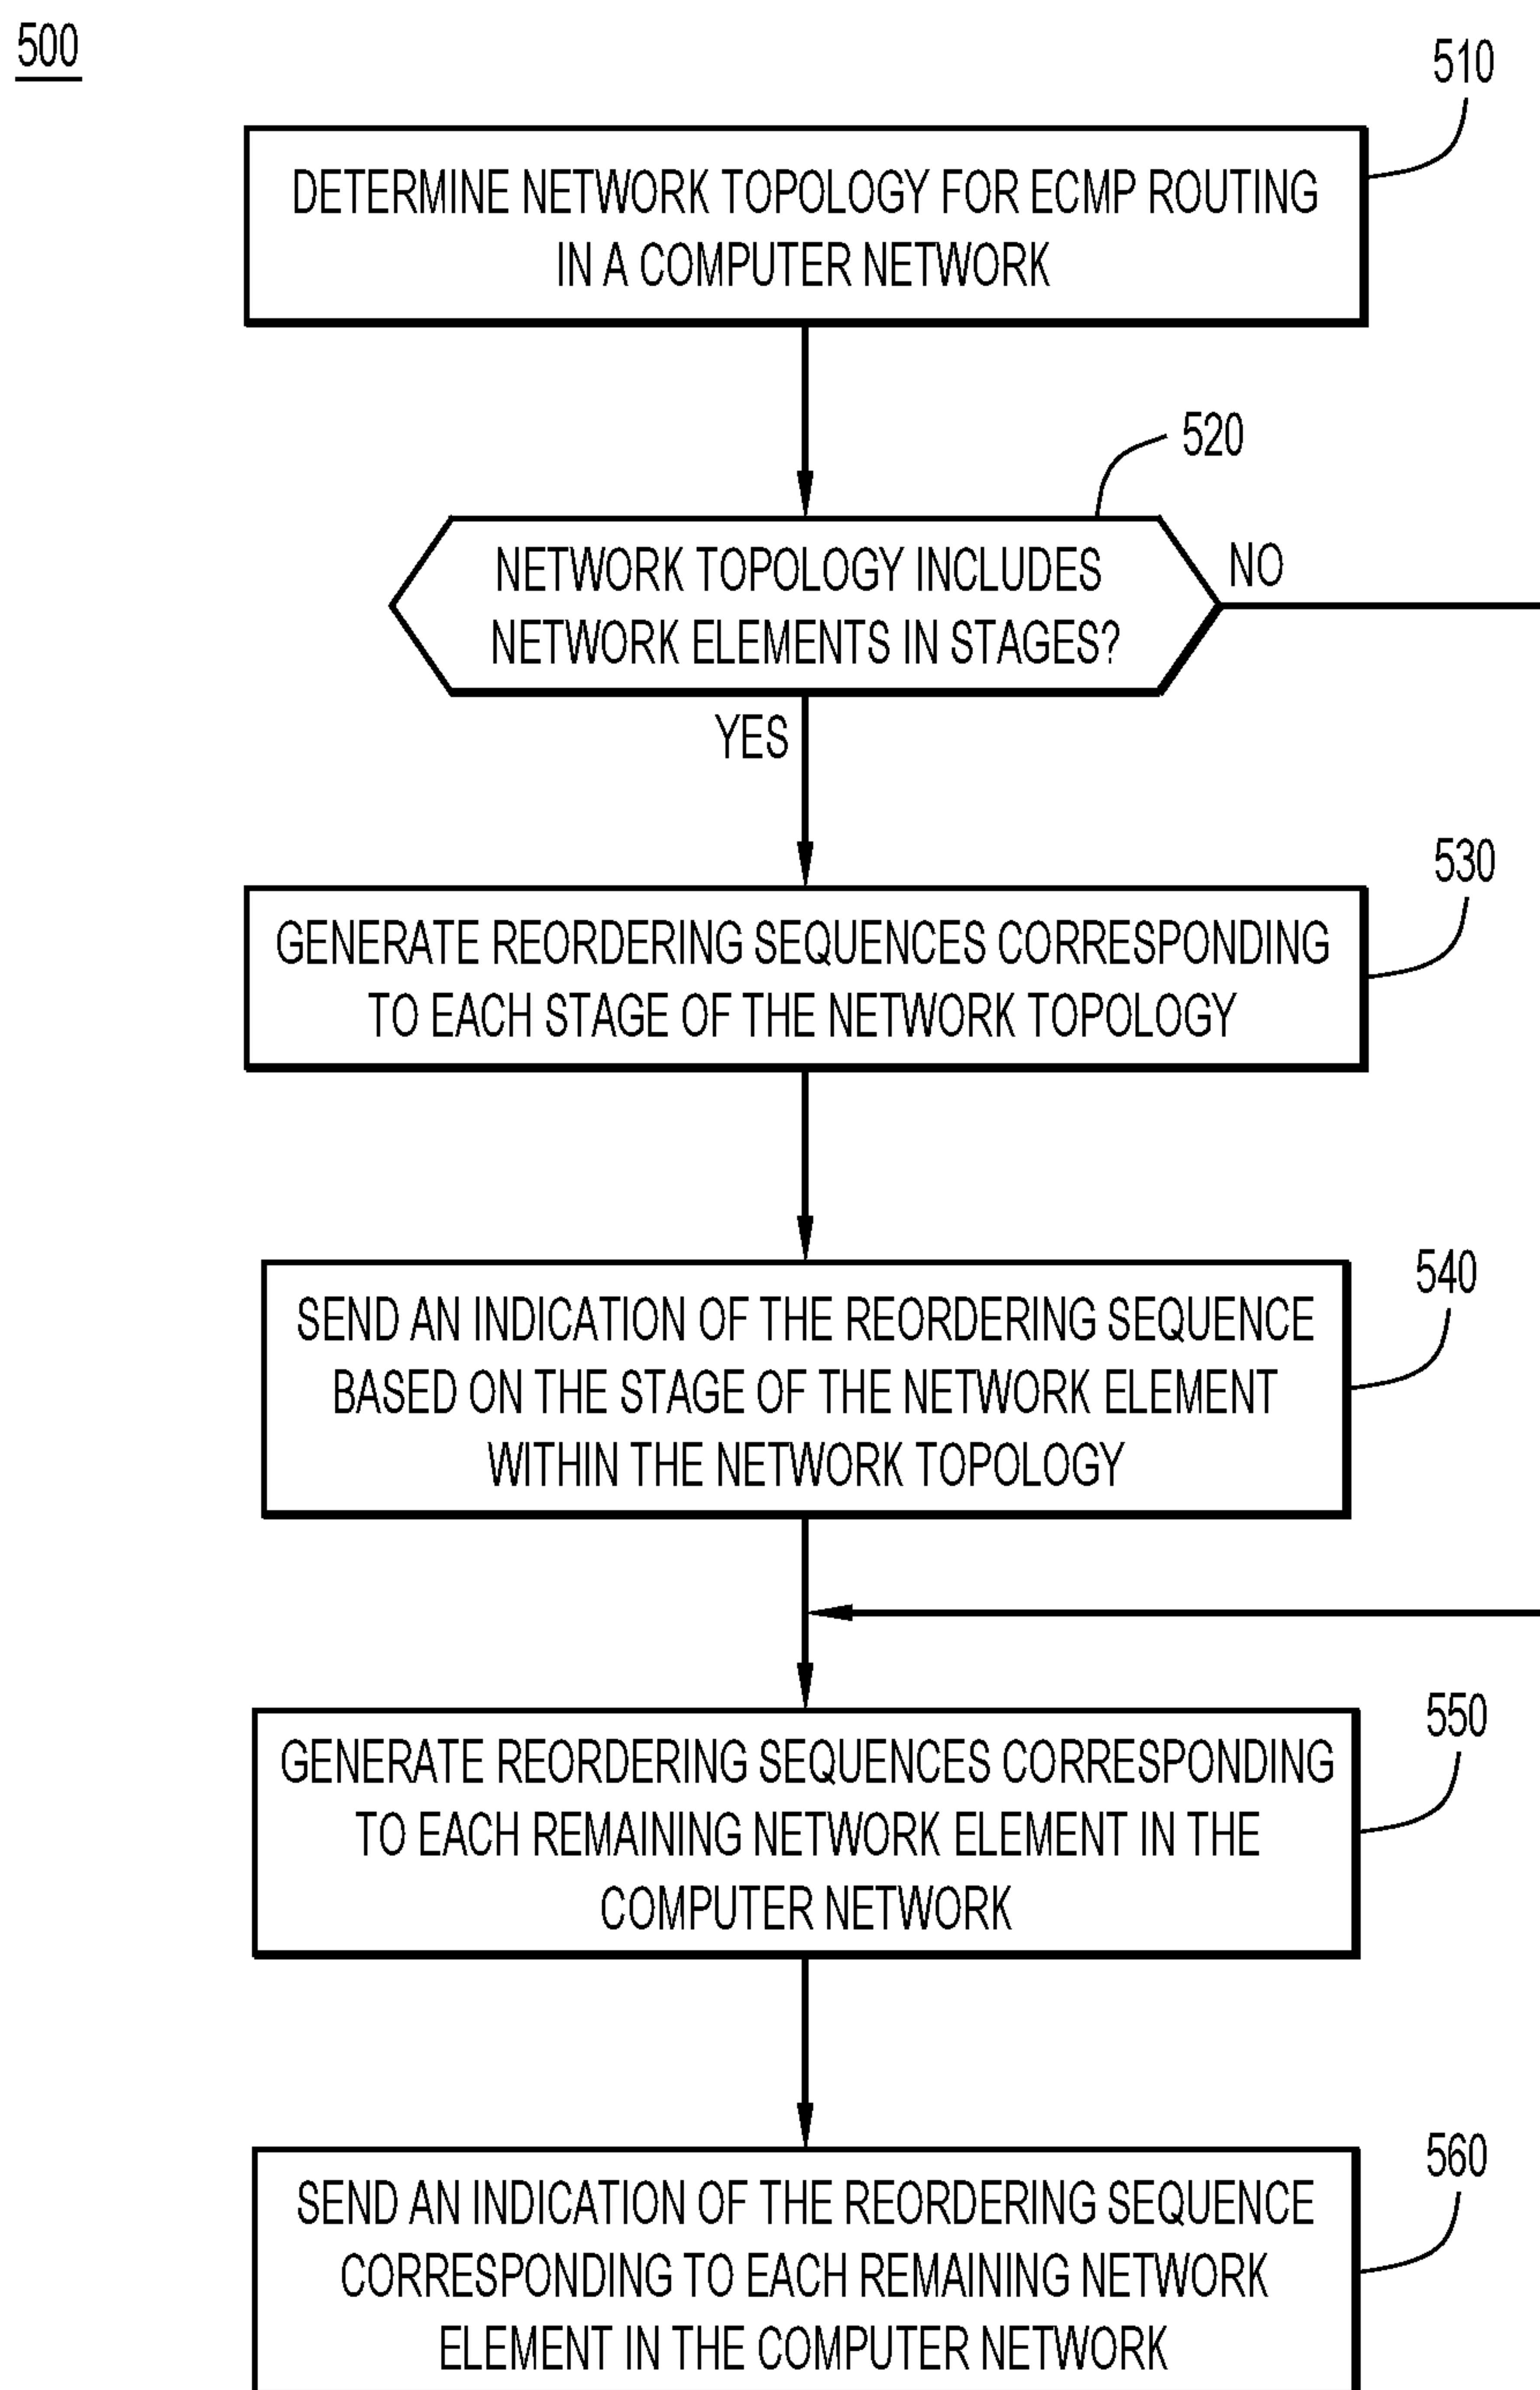 500
510
DETERMINE NETWORK TOPOLOGY FOR ECMP ROUTING
IN A COMPUTER NETWORK
520
NETWORK TOPOLOGY INCLUDES
NETWORK ELEMENTS IN STAGES?
NO
YES
530
GENERATE REORDERING SEQUENCES CORRESPONDING
TO EACH STAGE OF THE NETWORK TOPOLOGY
540
SEND AN INDICATION OF THE REORDERING SEQUENCE
BASED ON THE STAGE OF THE NETWORK ELEMENT
WITHIN THE NETWORK TOPOLOGY
550
GENERATE REORDERING SEQUENCES CORRESPONDING
TO EACH REMAINING NETWORK ELEMENT IN THE
COMPUTER NETWORK
560
SEND AN INDICATION OF THE REORDERING SEQUENCE
CORRESPONDING TO EACH REMAINING NETWORK
ELEMENT IN THE COMPUTER NETWORK